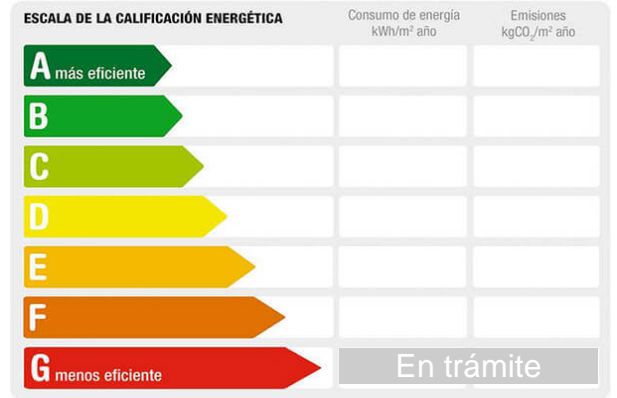 ESCALA DE LA CALIFICACIÓN ENERGÉTICA
Consumo de energía
kWh/m² año
Emisiones
kgCO₂/m² año
A más eficiente
B
C
D
E
F
G menos eficiente
En trámite